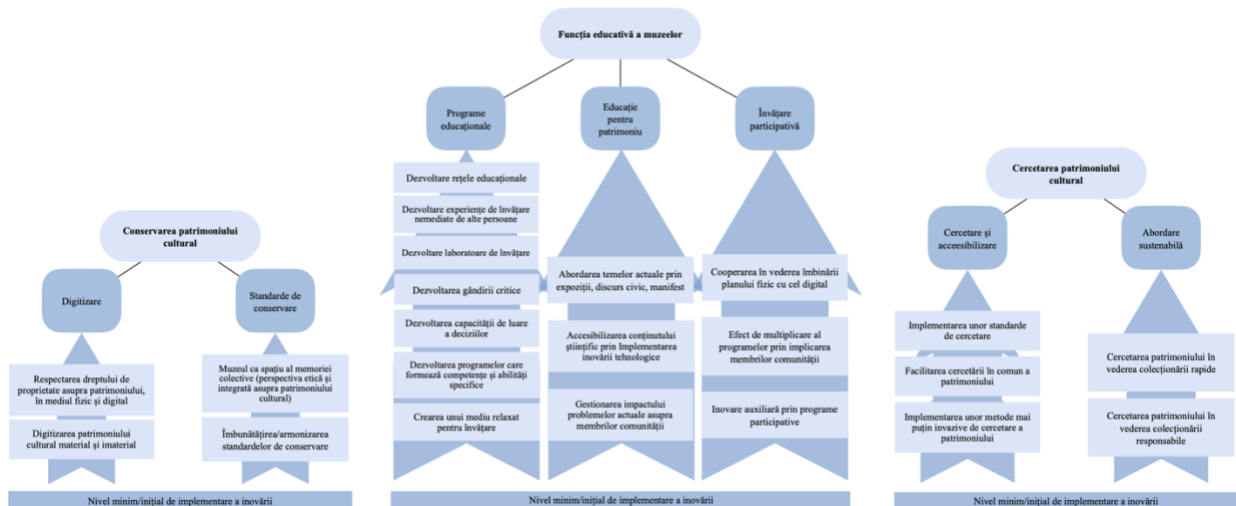 Conservarea patrimoniului
cultural
Digitizare
Standarde de
conservare
Respectarea dreptului de
proprietate asupra patrimoniului,
în mediul fizic și digital
Digitizarea patrimoniului
cultural material și imaterial
Muzeul ca spațiu al memoriei
colective (perspectiva etică și
integrată asupra patrimoniului
cultural)
Îmbunătățirea/armonizarea
standardelor de conservare
Nivel minim/inițial de implementare a inovării
Funcția educativă a muzeelor
Programe
educaționale
Educație
pentru
patrimoniu
Învățare
participativă
Dezvoltare rețele educaționale
Dezvoltare experiențe de învățare
nemediate de alte persoane
Dezvoltare laboratoare de învățare
Dezvoltarea gândirii critice
Dezvoltarea capacității de luare
a deciziilor
Dezvoltarea programelor care
formează competențe și abilități
specifice
Crearea unui mediu relaxat
pentru învățare
Abordarea temelor actuale prin
expoziții, discurs civic, manifest
Accesibilizarea conținutului
științific prin Implementarea
inovării tehnologice
Gestionarea impactului
problemelor actuale asupra
membrilor comunității
Cooperarea în vederea îmbinării
planului fizic cu cel digital
Efect de multiplicare al
programelor prin implicarea
membrilor comunității
Inovare auxiliară prin programe
participative
Nivel minim/inițial de implementare a inovării
Cercetarea patrimoniului
cultural
Cercetare și
acceesibilizare
Abordare
sustenabilă
Implementarea unor standarde
de cercetare
Facilitarea cercetării în comun a
patrimoniului
Implementarea unor metode mai
puțin invazive de cercetare a
patrimoniului
Cercetarea patrimoniului în
vederea colecționării rapide
Cercetarea patrimoniului în
vederea colecționării
responsabile
Nivel minim/inițial de implementare a inovării